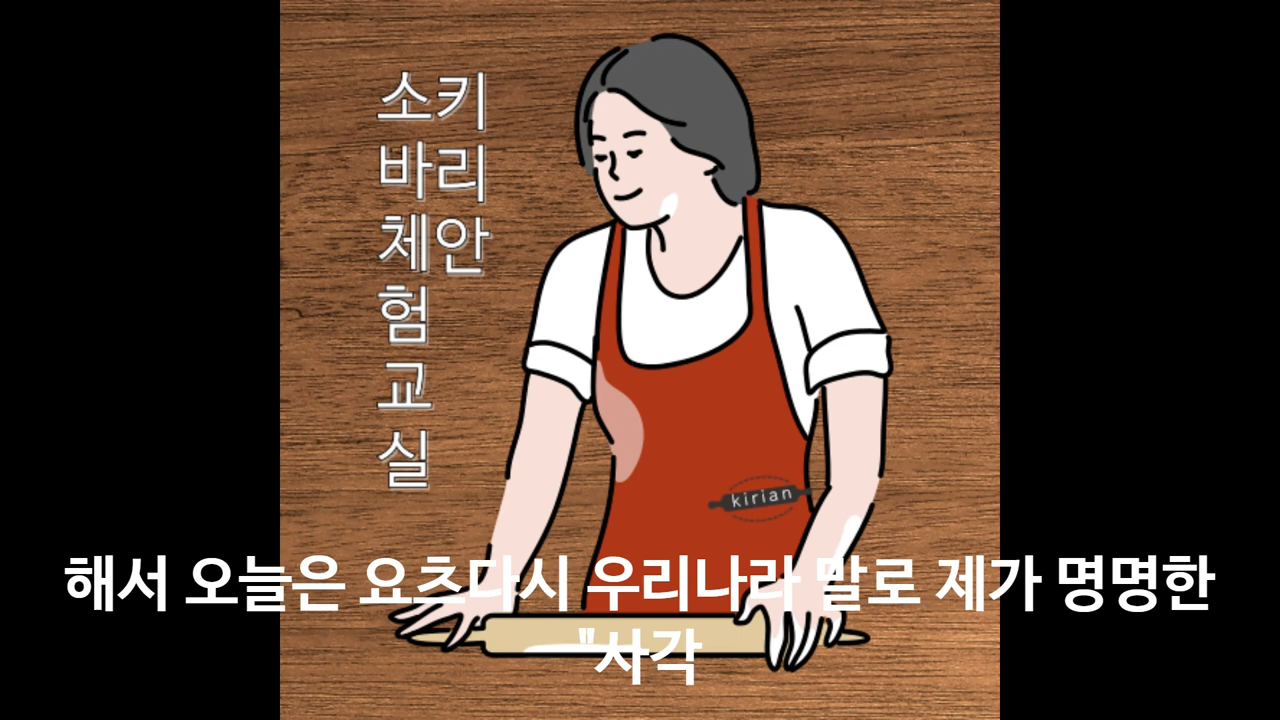 키리안
소바체험교실
kirian
해서 오늘은 요츠다시 우리나라 말로 제가 명명한
"사각